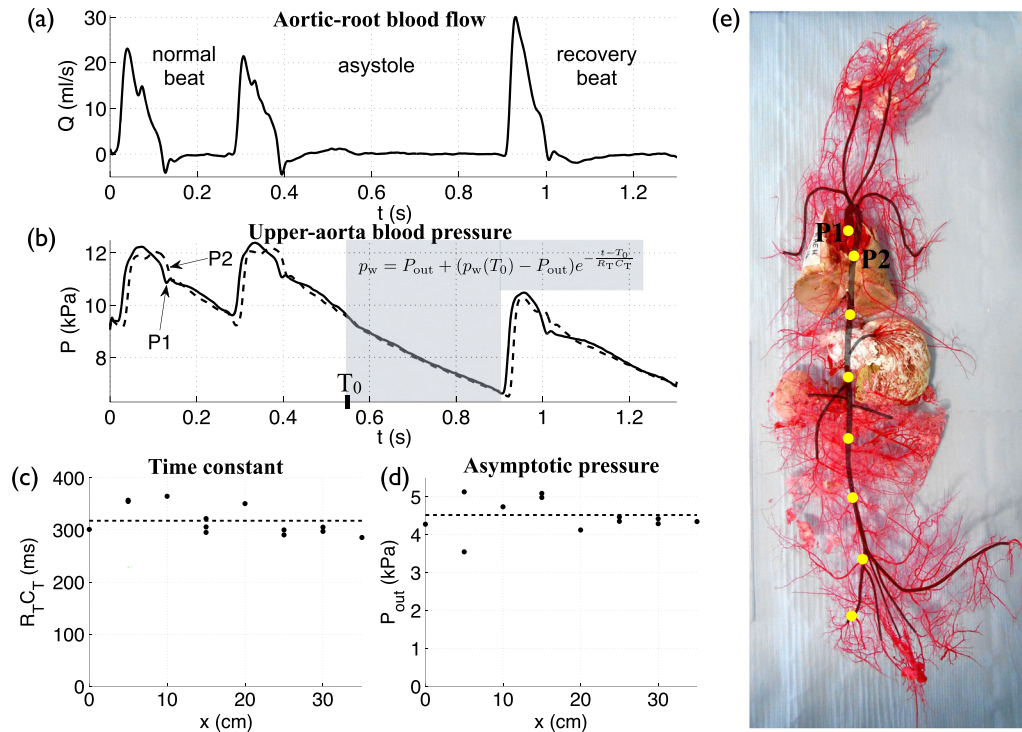 (a)
Aortic-root blood flow
Q (ml/s)
30
20
10
0
normal
beat
asystole
recovery
beat
0 0.2 0.4 0.6 0.8 1 1.2
t (s)
(b)
Upper-aorta blood pressure
P (kPa)
12
10
8
P2
P1
p_w = P_out + (p_w(T_0) − P_out)e^{−\frac{t−T_0}{R_T C_T}}
T_0
0 0.2 0.4 0.6 0.8 1 1.2
t (s)
(c)
Time constant
R_T C_T (ms)
400
300
200
100
0
0 10 20 30
x (cm)
(d)
Asymptotic pressure
P_out (kPa)
5
4
3
2
1
0
0 10 20 30
x (cm)
(e)
P1
P2